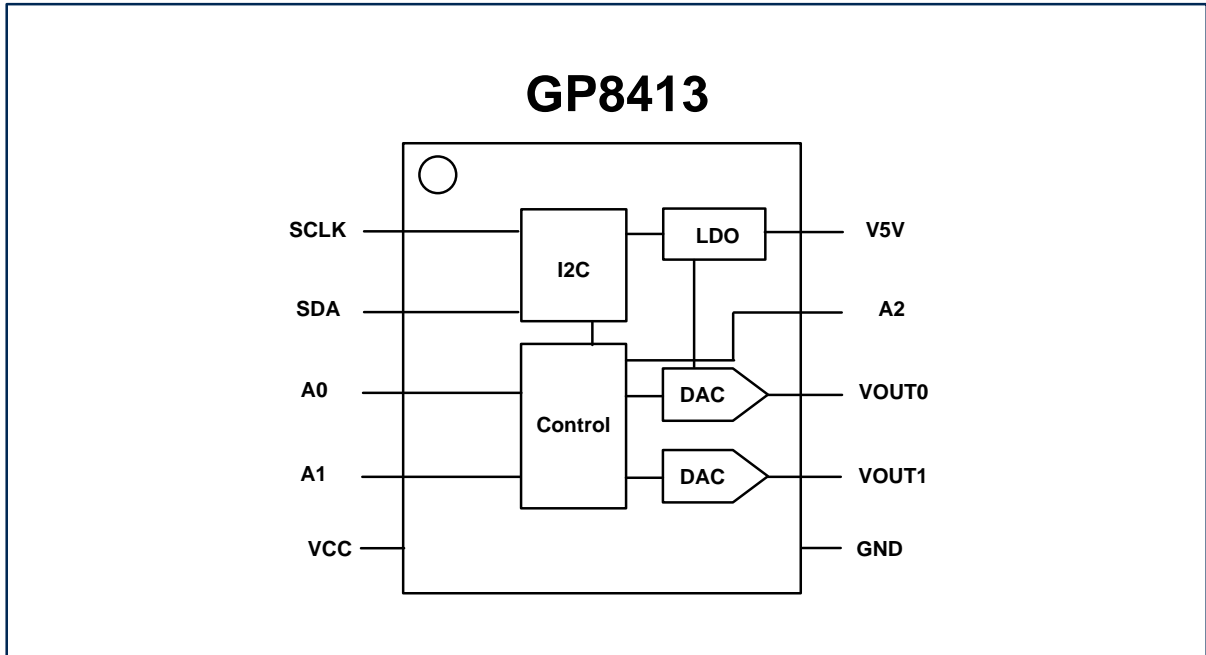 GP8413
SCLK
I2C
LDO
V5V
SDA
A2
A0
DAC
VOUT0
Control
A1
DAC
VOUT1
VCC
GND